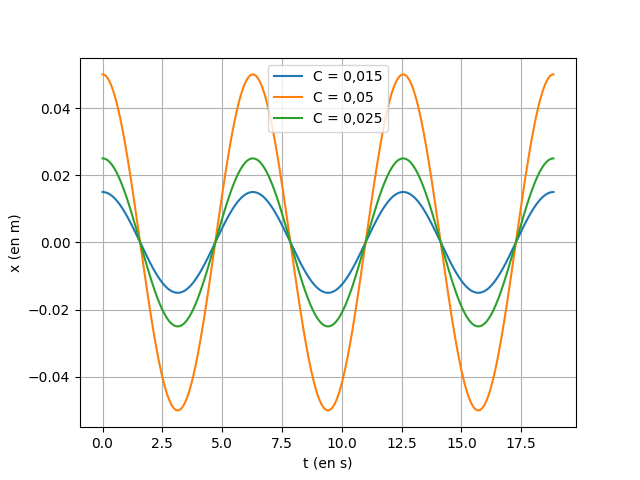 C = 0,015
C = 0,05
C = 0,025
0.04
0.02
0.00
−0.02
−0.04
x (en m)
0.0 2.5 5.0 7.5 10.0 12.5 15.0 17.5
t (en s)